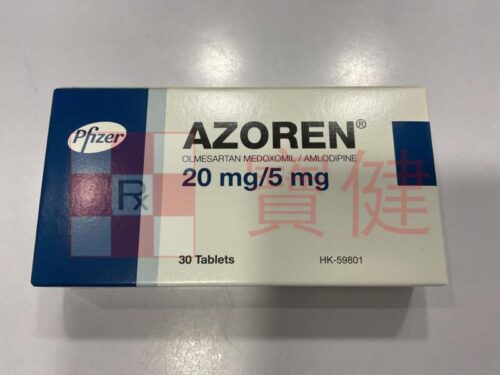 Pfizer
AZOREN®
OLMESARTAN MEDOXOMIL / AMLODIPINE
20 mg/5 mg
Rx
寶健
30 Tablets
HK-59801